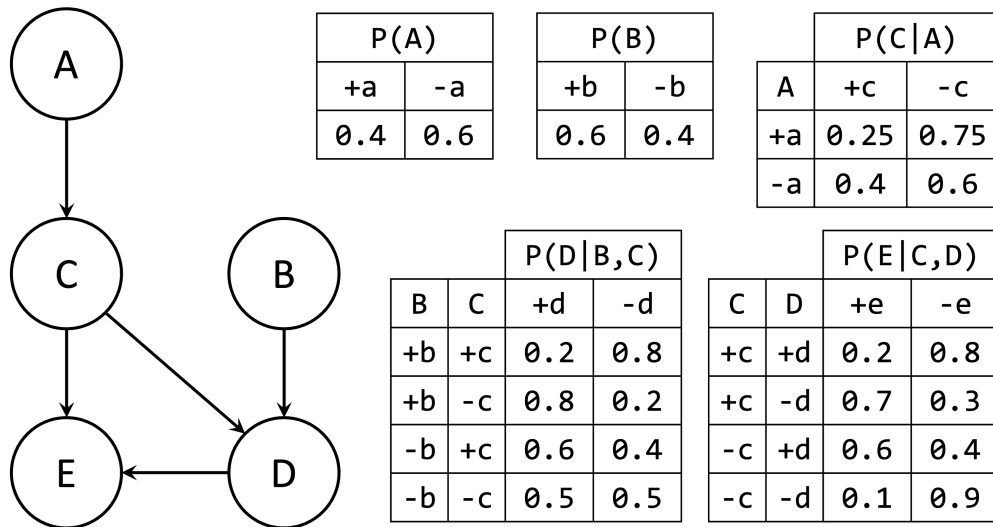 A
C
B
E
D
P(A)
+a -a
0.4 0.6
P(B)
+b -b
0.6 0.4
P(C|A)
A +c -c
+a 0.25 0.75
-a 0.4 0.6
P(D|B,C)
B C +d -d
+b +c 0.2 0.8
+b -c 0.8 0.2
-b +c 0.6 0.4
-b -c 0.5 0.5
P(E|C,D)
C D +e -e
+c +d 0.2 0.8
+c -d 0.7 0.3
-c +d 0.6 0.4
-c -d 0.1 0.9